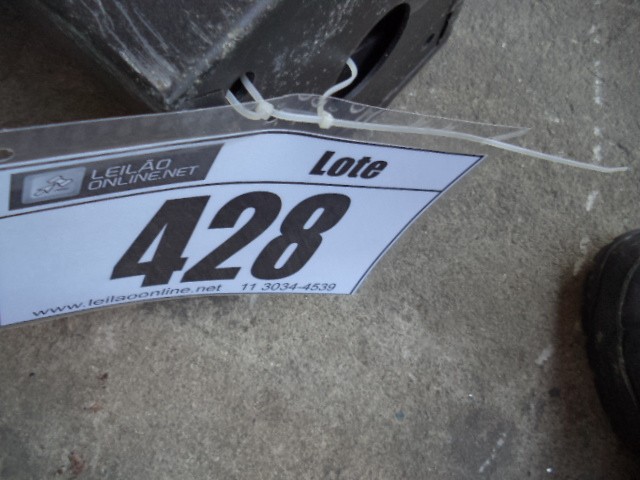 LEILÃO
ONLINE.NET
Lote
428
www.leilaoonline.net 11 3034-4539